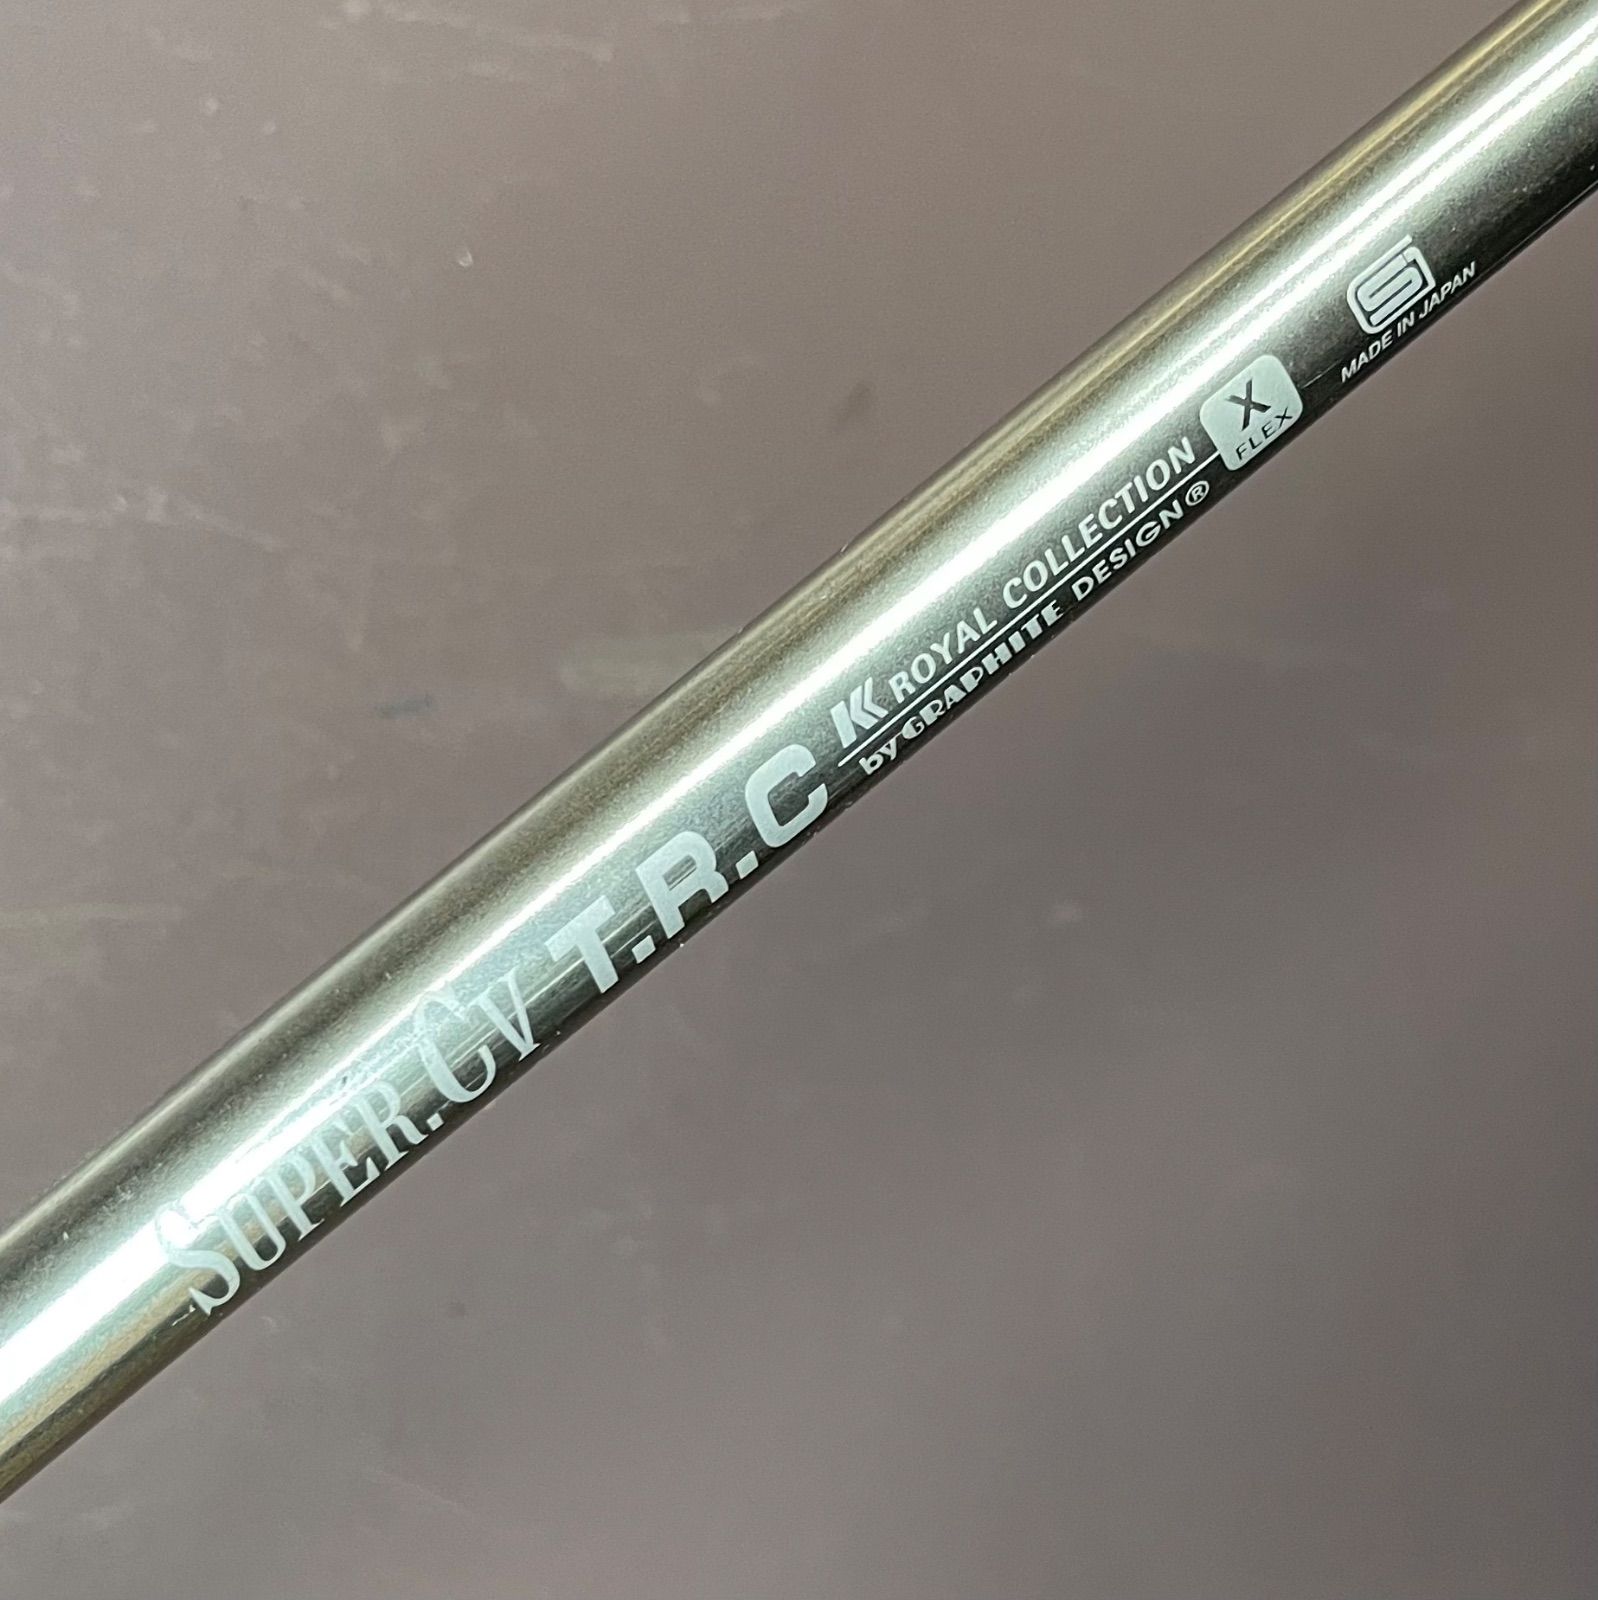 SUPER.CV T.R.C
ROYAL COLLECTION
by GRAPHITE DESIGN®
X
FLEX
MADE IN JAPAN